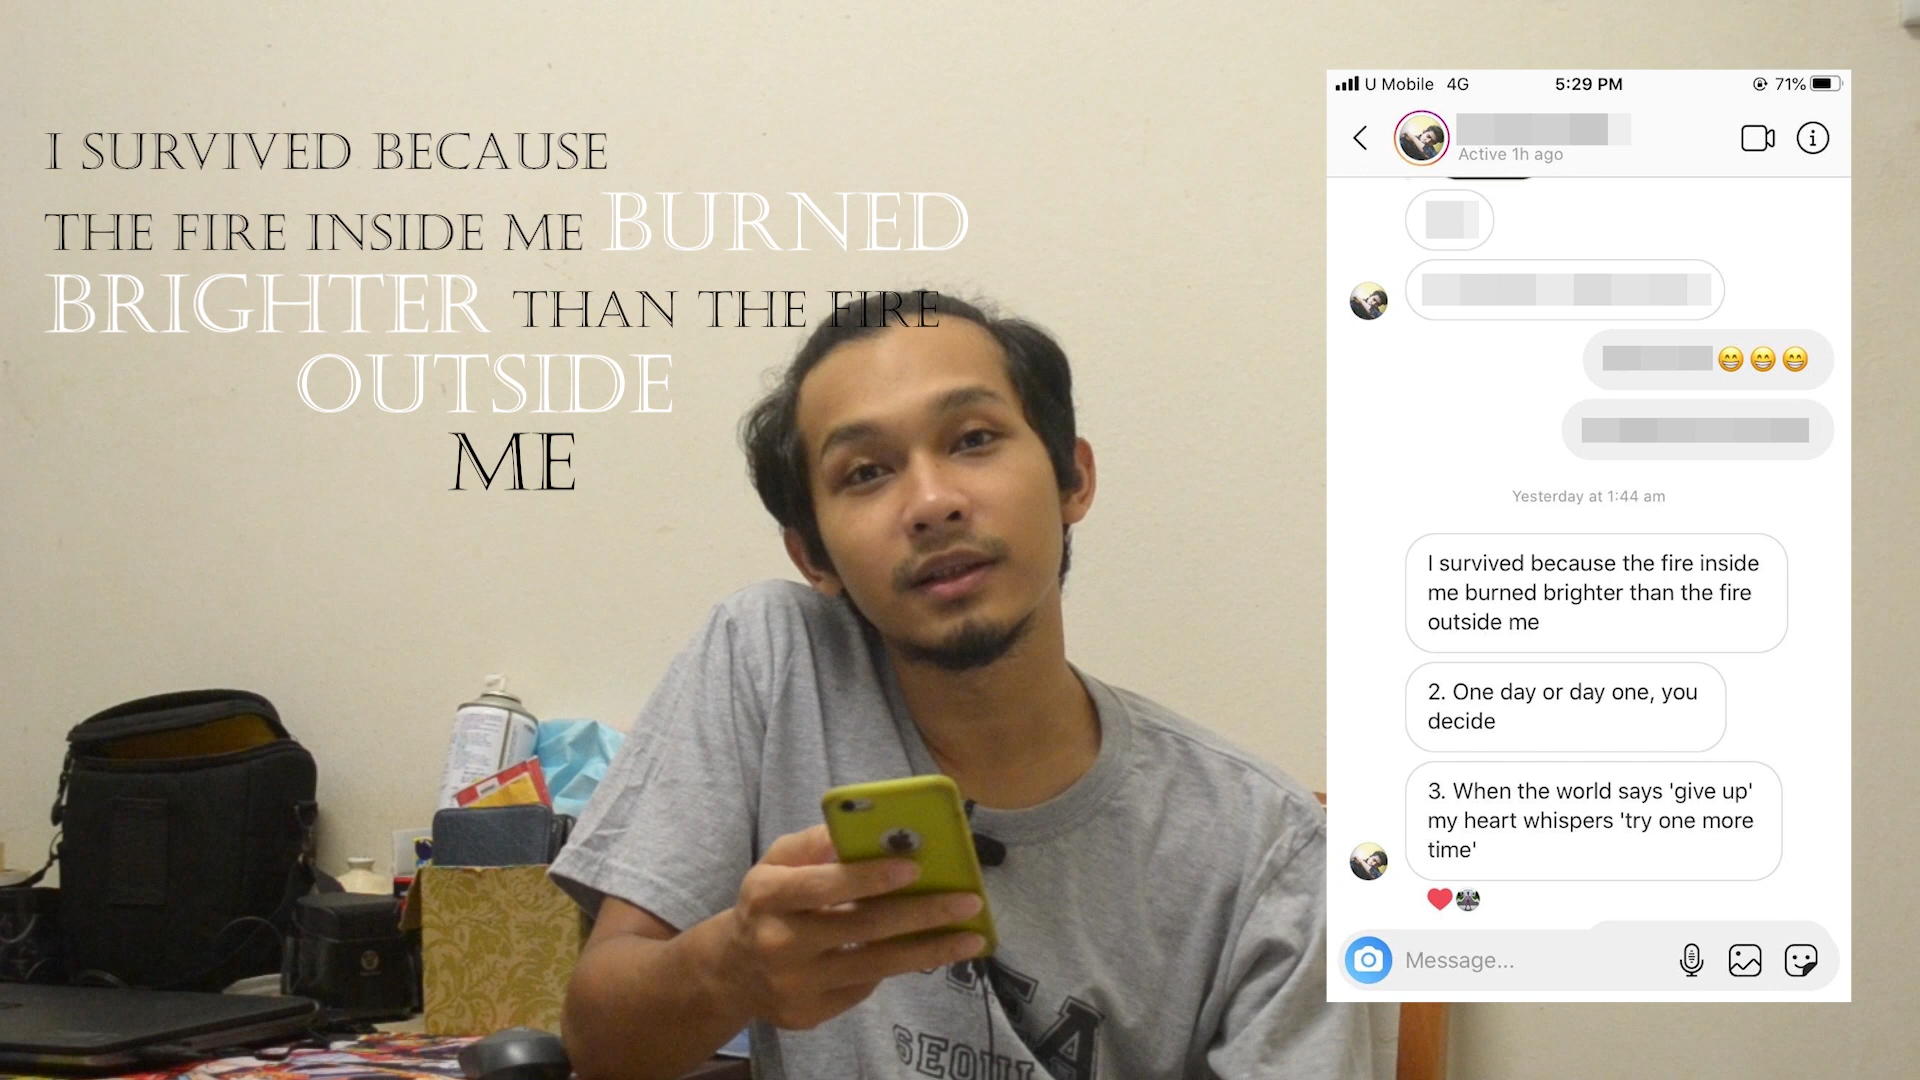 I SURVIVED BECAUSE
THE FIRE INSIDE ME BURNED
BRIGHTER THAN THE FIRE
OUTSIDE
ME
U Mobile 4G 5:29 PM 71%
Active 1h ago
Yesterday at 1:44 am
I survived because the fire inside
me burned brighter than the fire
outside me
2. One day or day one, you
decide
3. When the world says 'give up'
my heart whispers 'try one more
time'
Message...
SEOUL